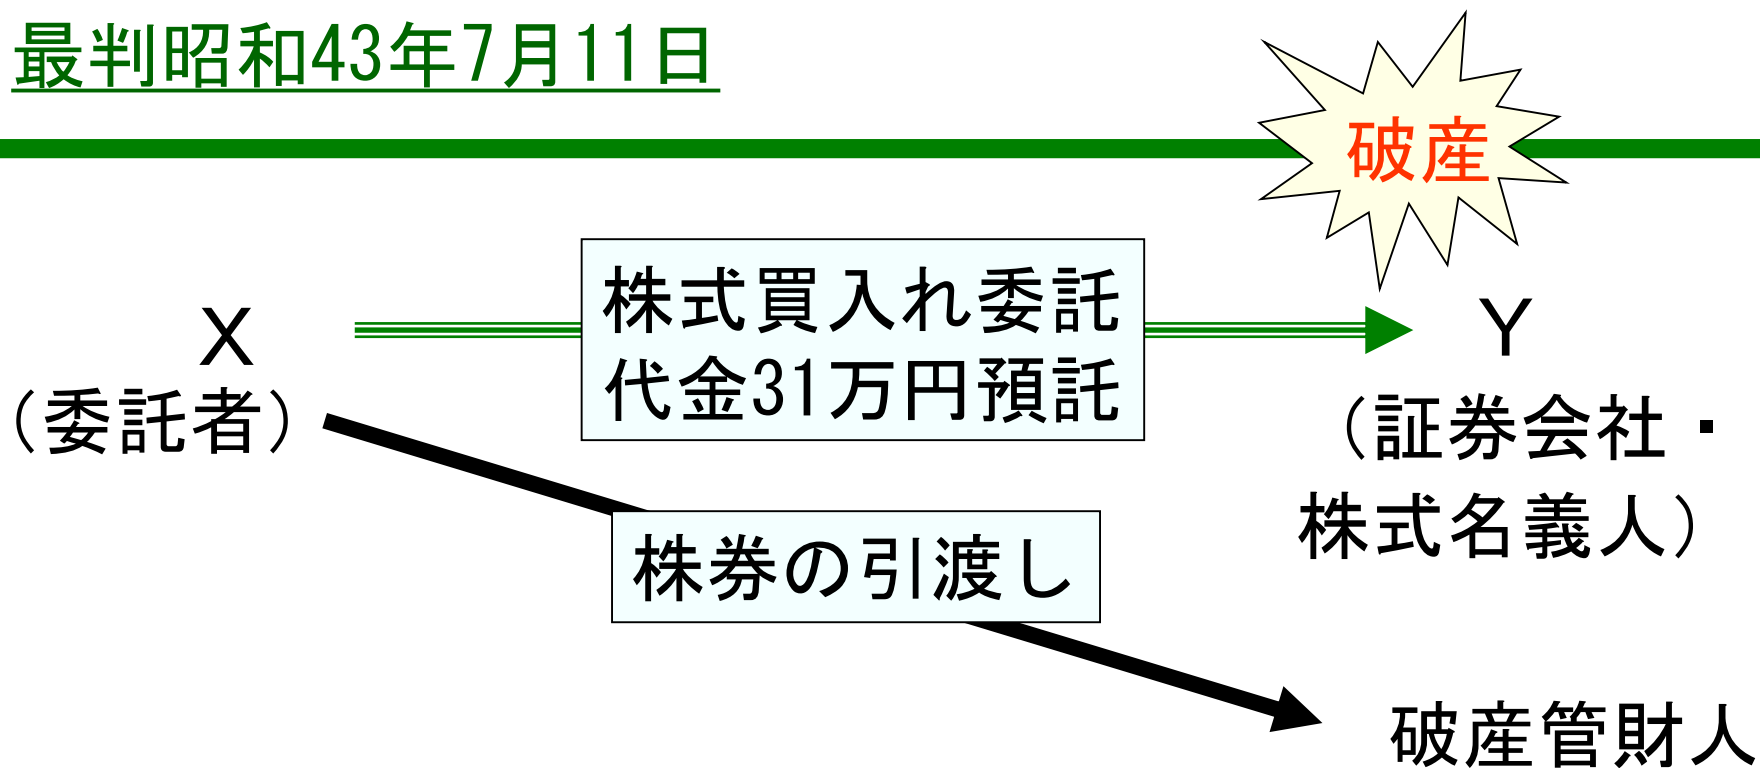 最判昭和43年7月11日
破産
株式買入れ委託
代金31万円預託
X
(委託者)
Y
(証券会社・
株式名義人)
株券の引渡し
破産管財人